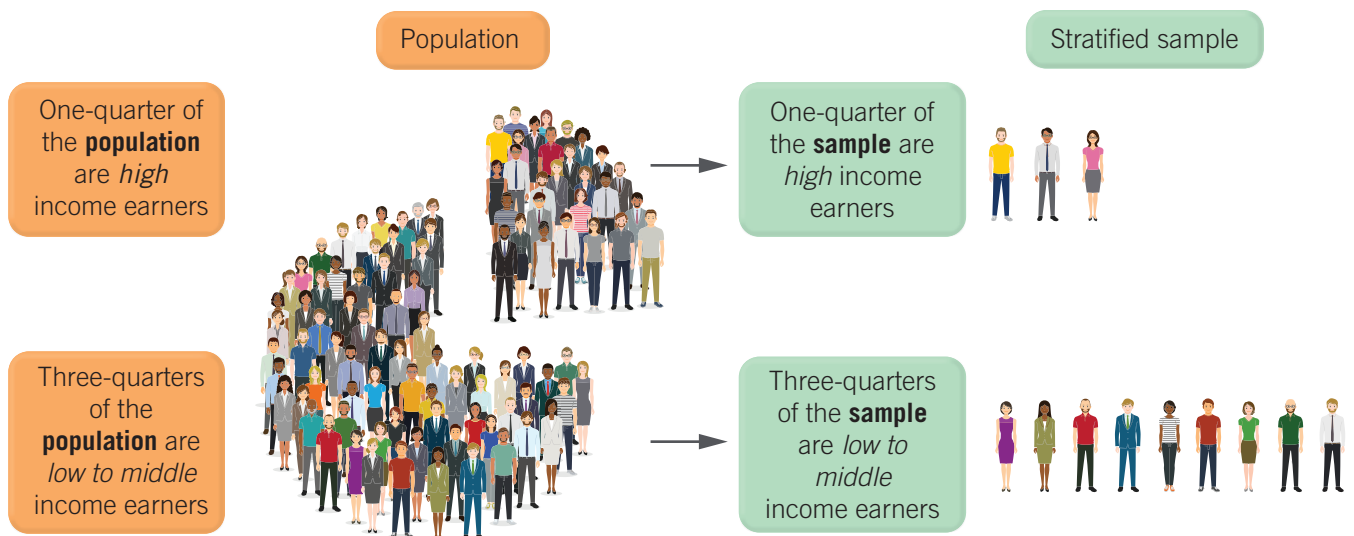 Population
Stratified sample
One-quarter of
the population
are high
income earners
One-quarter of
the sample are
high income
earners
Three-quarters
of the
population are
low to middle
income earners
Three-quarters
of the sample
are low to
middle
income earners